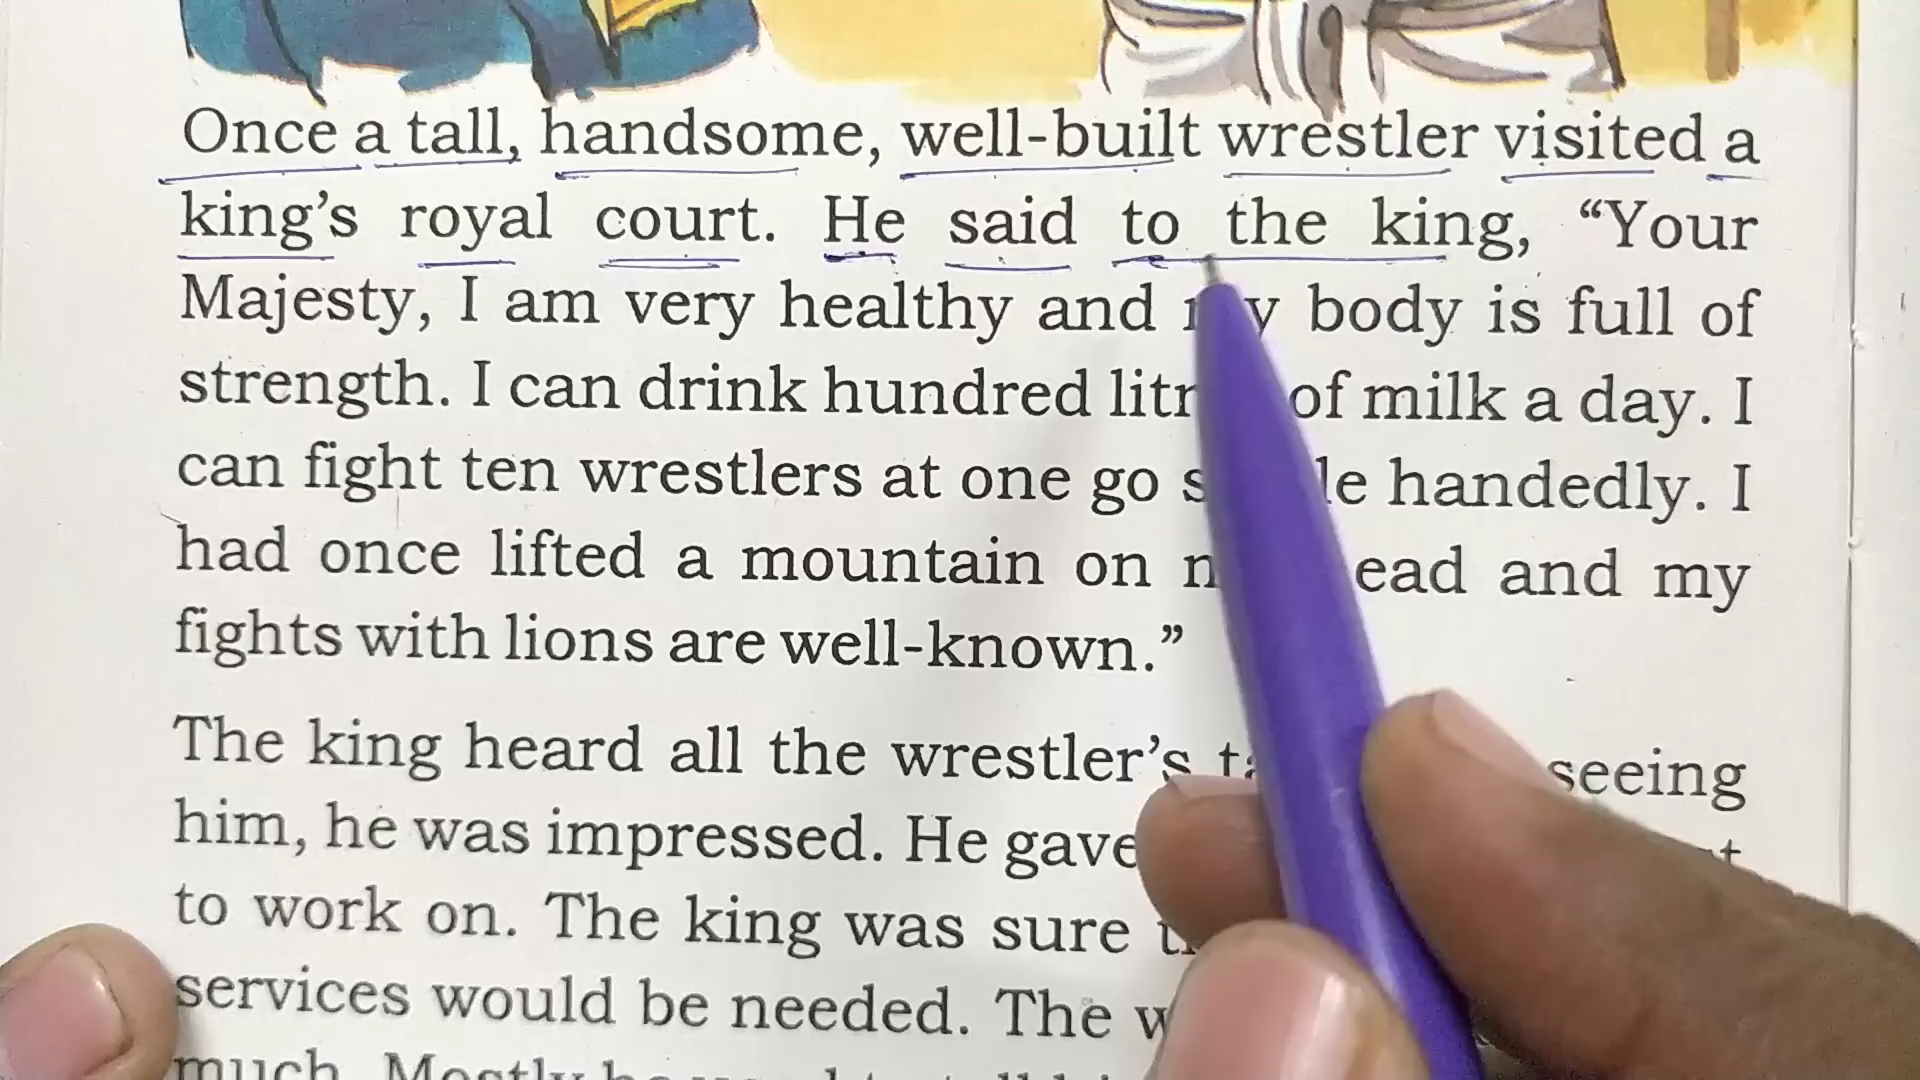 Once a tall, handsome, well-built wrestler visited a
king's royal court. He said to the king, “Your
Majesty, I am very healthy and my body is full of
strength. I can drink hundred of milk a day. I
can fight ten wrestlers at one go handedly. I
had once lifted a mountain on and my
fights with lions are well-known.”
The king heard all the wrestler's seeing
him, he was impressed. He gave
to work on. The king was sure
services would be needed. The
much. Mostly he